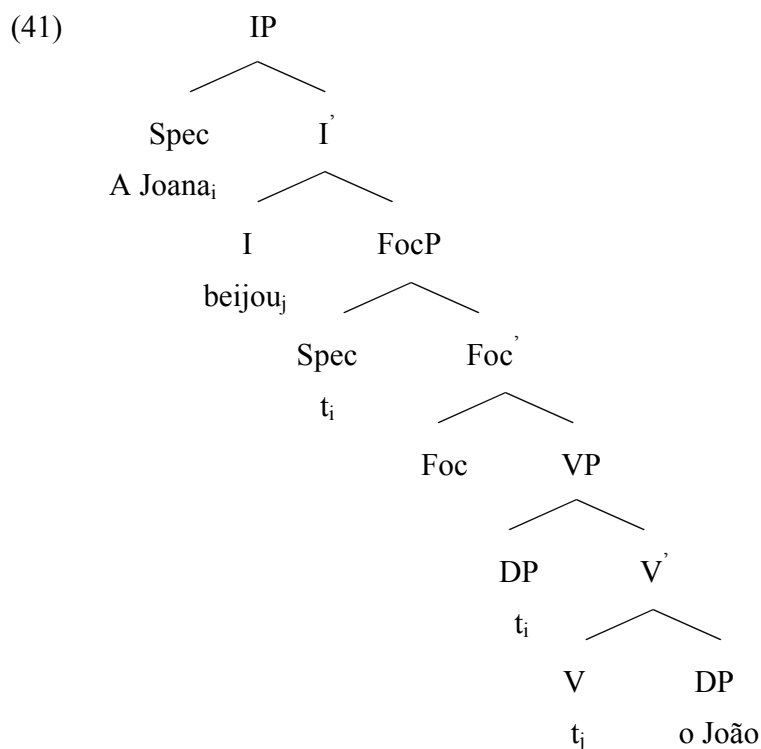 (41) IP
Spec I’
A Joanaᵢ
I FocP
beijouⱼ
Spec Foc’
tᵢ
Foc VP
DP V’
tᵢ
V DP
tⱼ o João